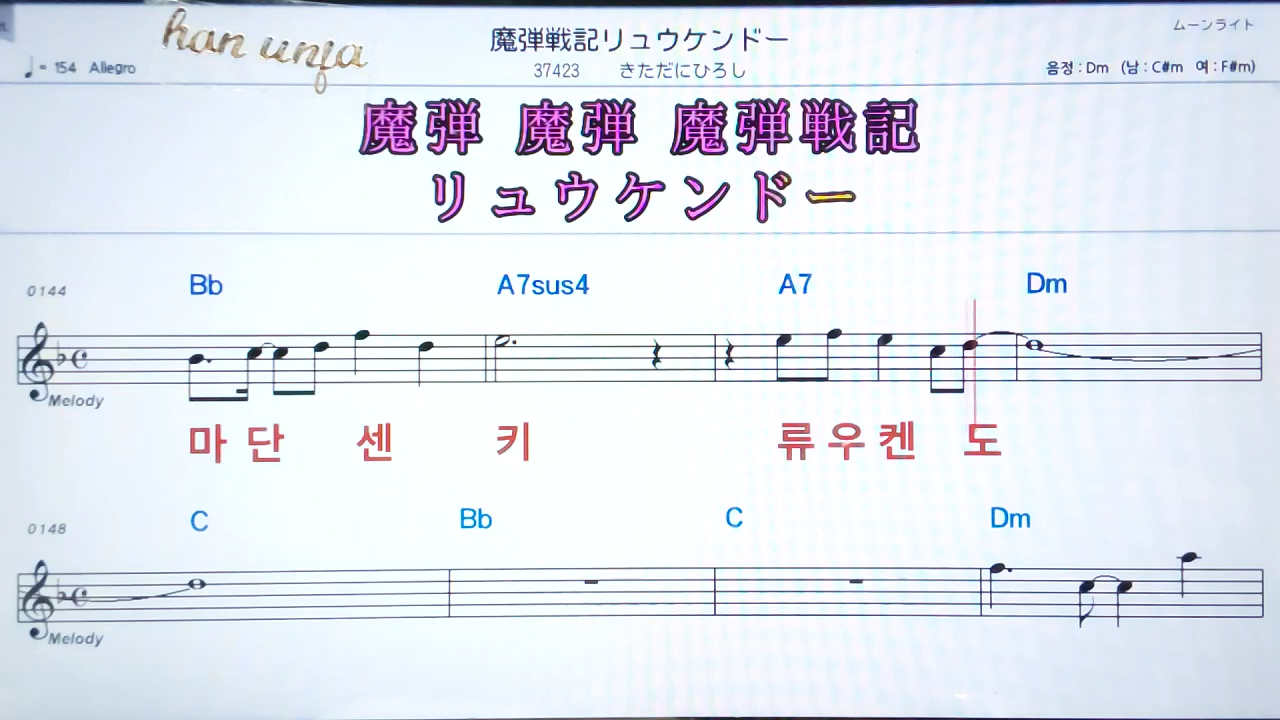 han unja
魔弾戦記リュウケンドー
ムーンライト
♩= 154 Allegro
37423 きただにひろし
음정 : Dm (남 : C#m 여 : F#m)
魔弾 魔弾 魔弾戦記
リュウケンドー
0144 Bb A7sus4 A7 Dm
Melody
마 단 센 키 류 우 켄 도
0148 C Bb C Dm
Melody